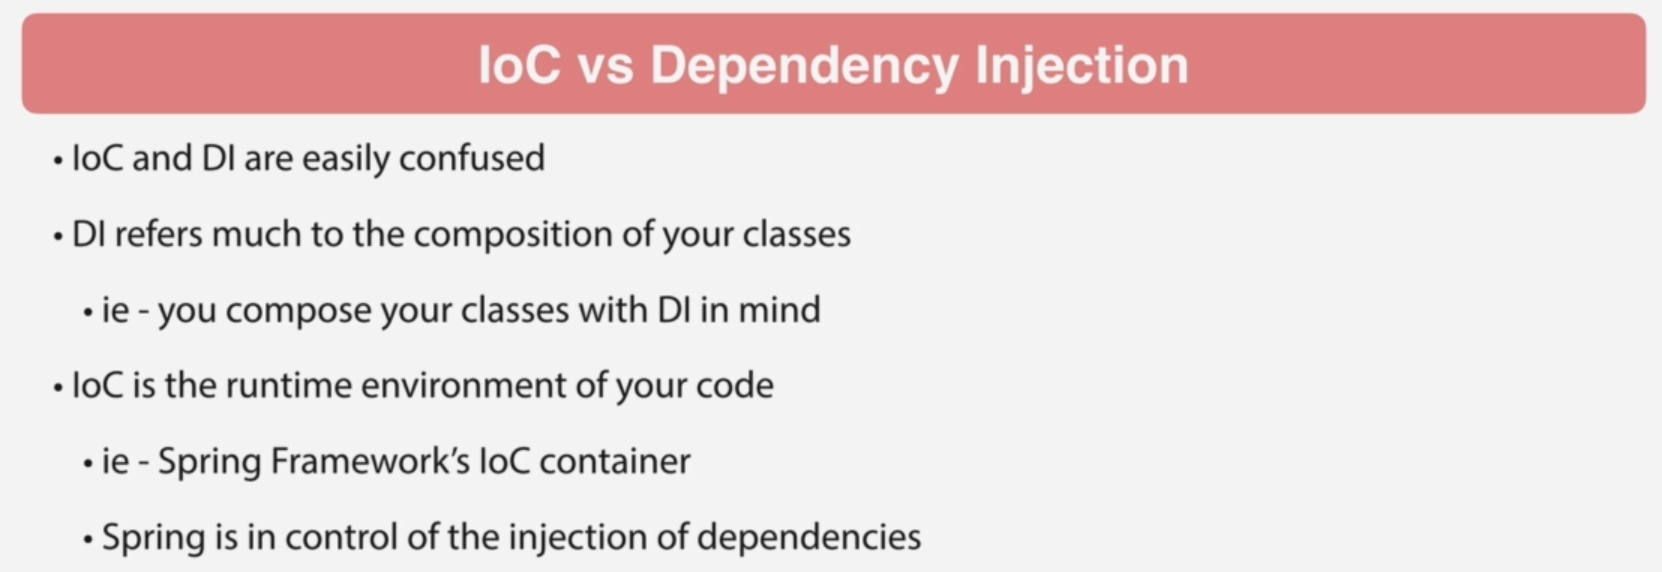 IoC vs Dependency Injection
• IoC and DI are easily confused
• DI refers much to the composition of your classes
• ie - you compose your classes with DI in mind
• IoC is the runtime environment of your code
• ie - Spring Framework’s IoC container
• Spring is in control of the injection of dependencies